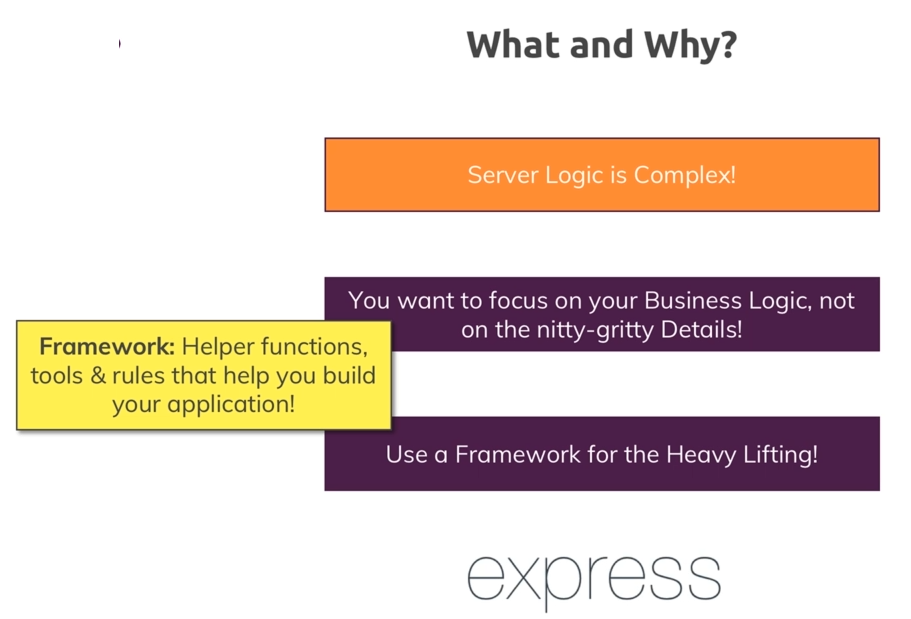 What and Why?
Server Logic is Complex!
You want to focus on your Business Logic, not
on the nitty-gritty Details!
Framework: Helper functions,
tools & rules that help you build
your application!
Use a Framework for the Heavy Lifting!
express